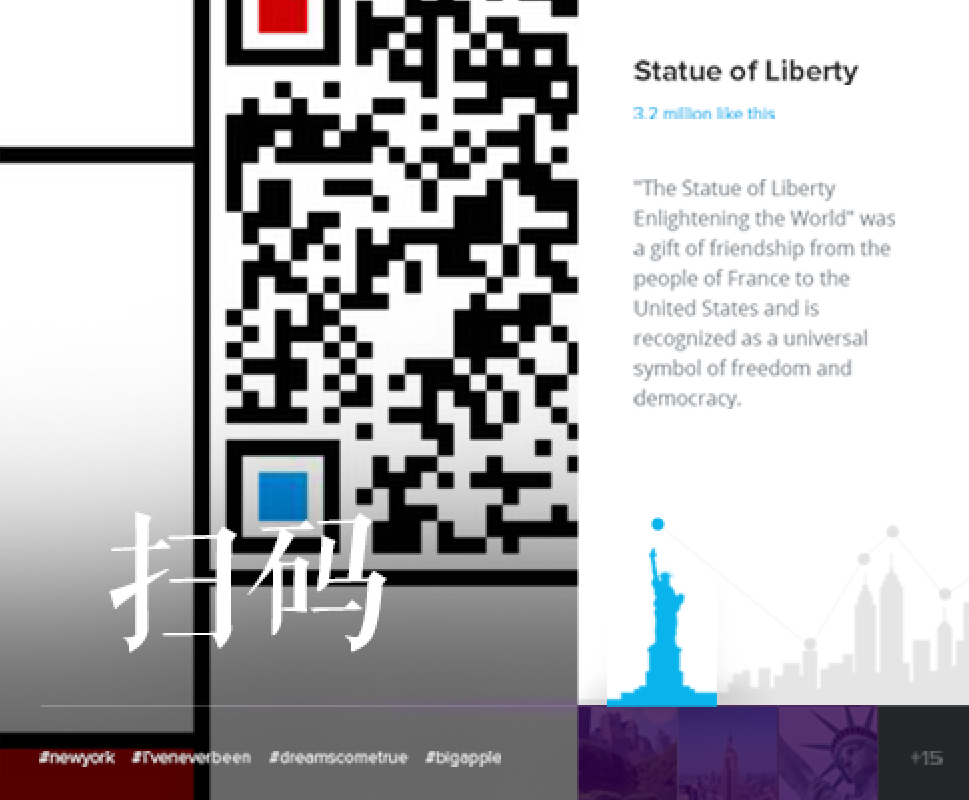 Statue of Liberty
3.2 million like this
"The Statue of Liberty
Enlightening the World" was
a gift of friendship from the
people of France to the
United States and is
recognized as a universal
symbol of freedom and
democracy.
扫码
#newyork #I'veneverbeen #dreamscometrue #bigapple
+15